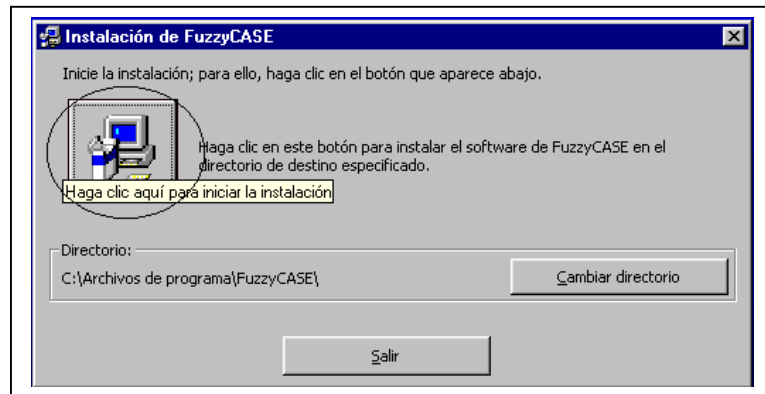 Instalación de FuzzyCASE
Inicie la instalación; para ello, haga clic en el botón que aparece abajo.
Haga clic en este botón para instalar el software de FuzzyCASE en el
directorio de destino especificado.
Haga clic aquí para iniciar la instalación
Directorio:
C:\Archivos de programa\FuzzyCASE\
Cambiar directorio
Salir